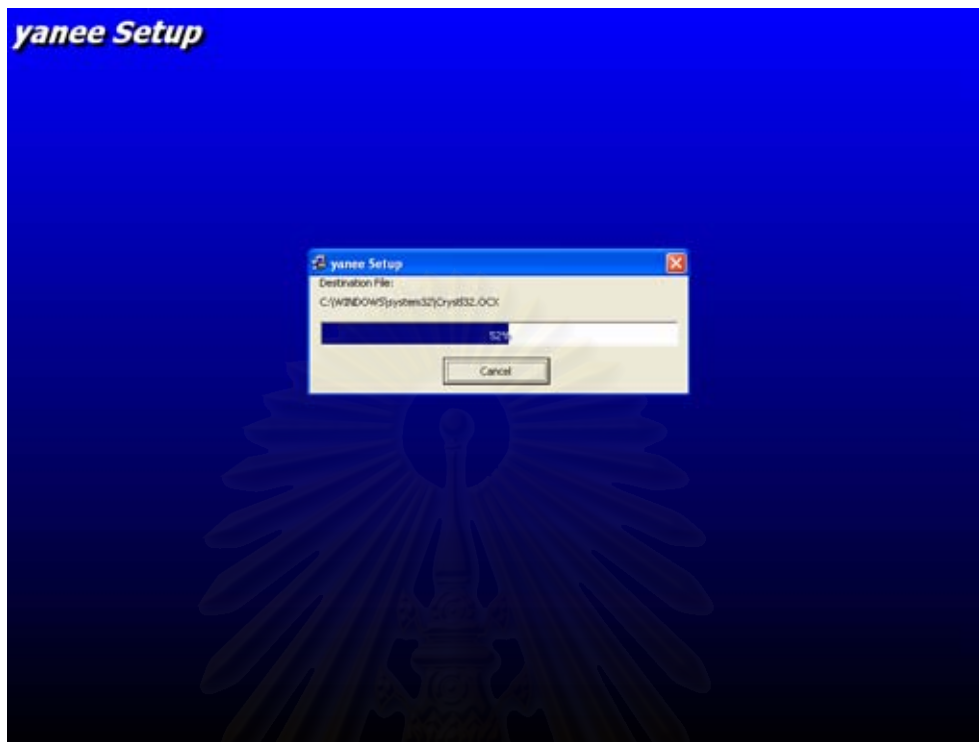 yanee Setup
yanee Setup
Destination File:
C:\WINDOWS\system32\Crystl32.OCX
52%
Cancel